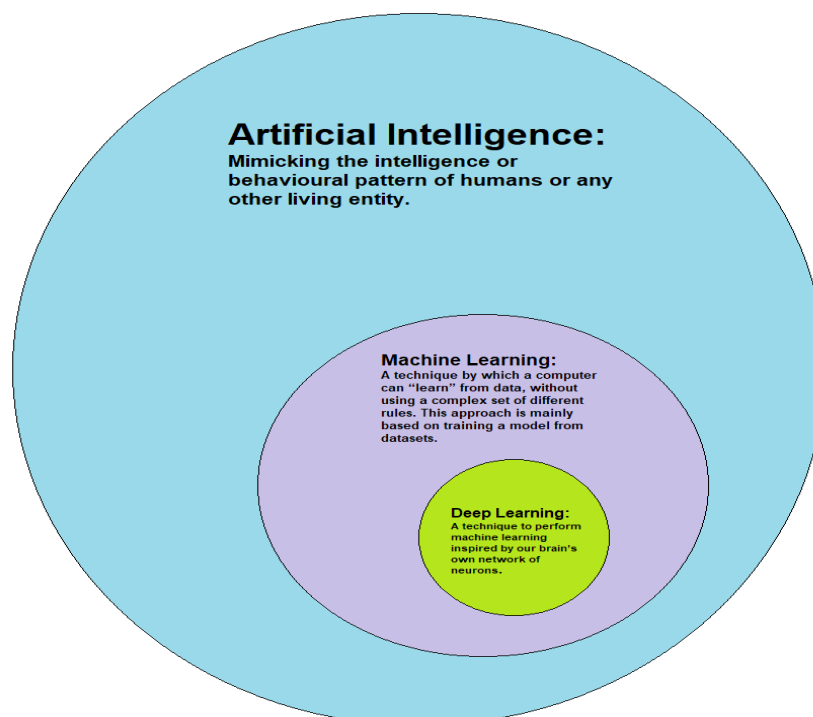 Artificial Intelligence:
Mimicking the intelligence or
behavioural pattern of humans or any
other living entity.
Machine Learning:
A technique by which a computer
can “learn” from data, without
using a complex set of different
rules. This approach is mainly
based on training a model from
datasets.
Deep Learning:
A technique to perform
machine learning
inspired by our brain's
own network of
neurons.